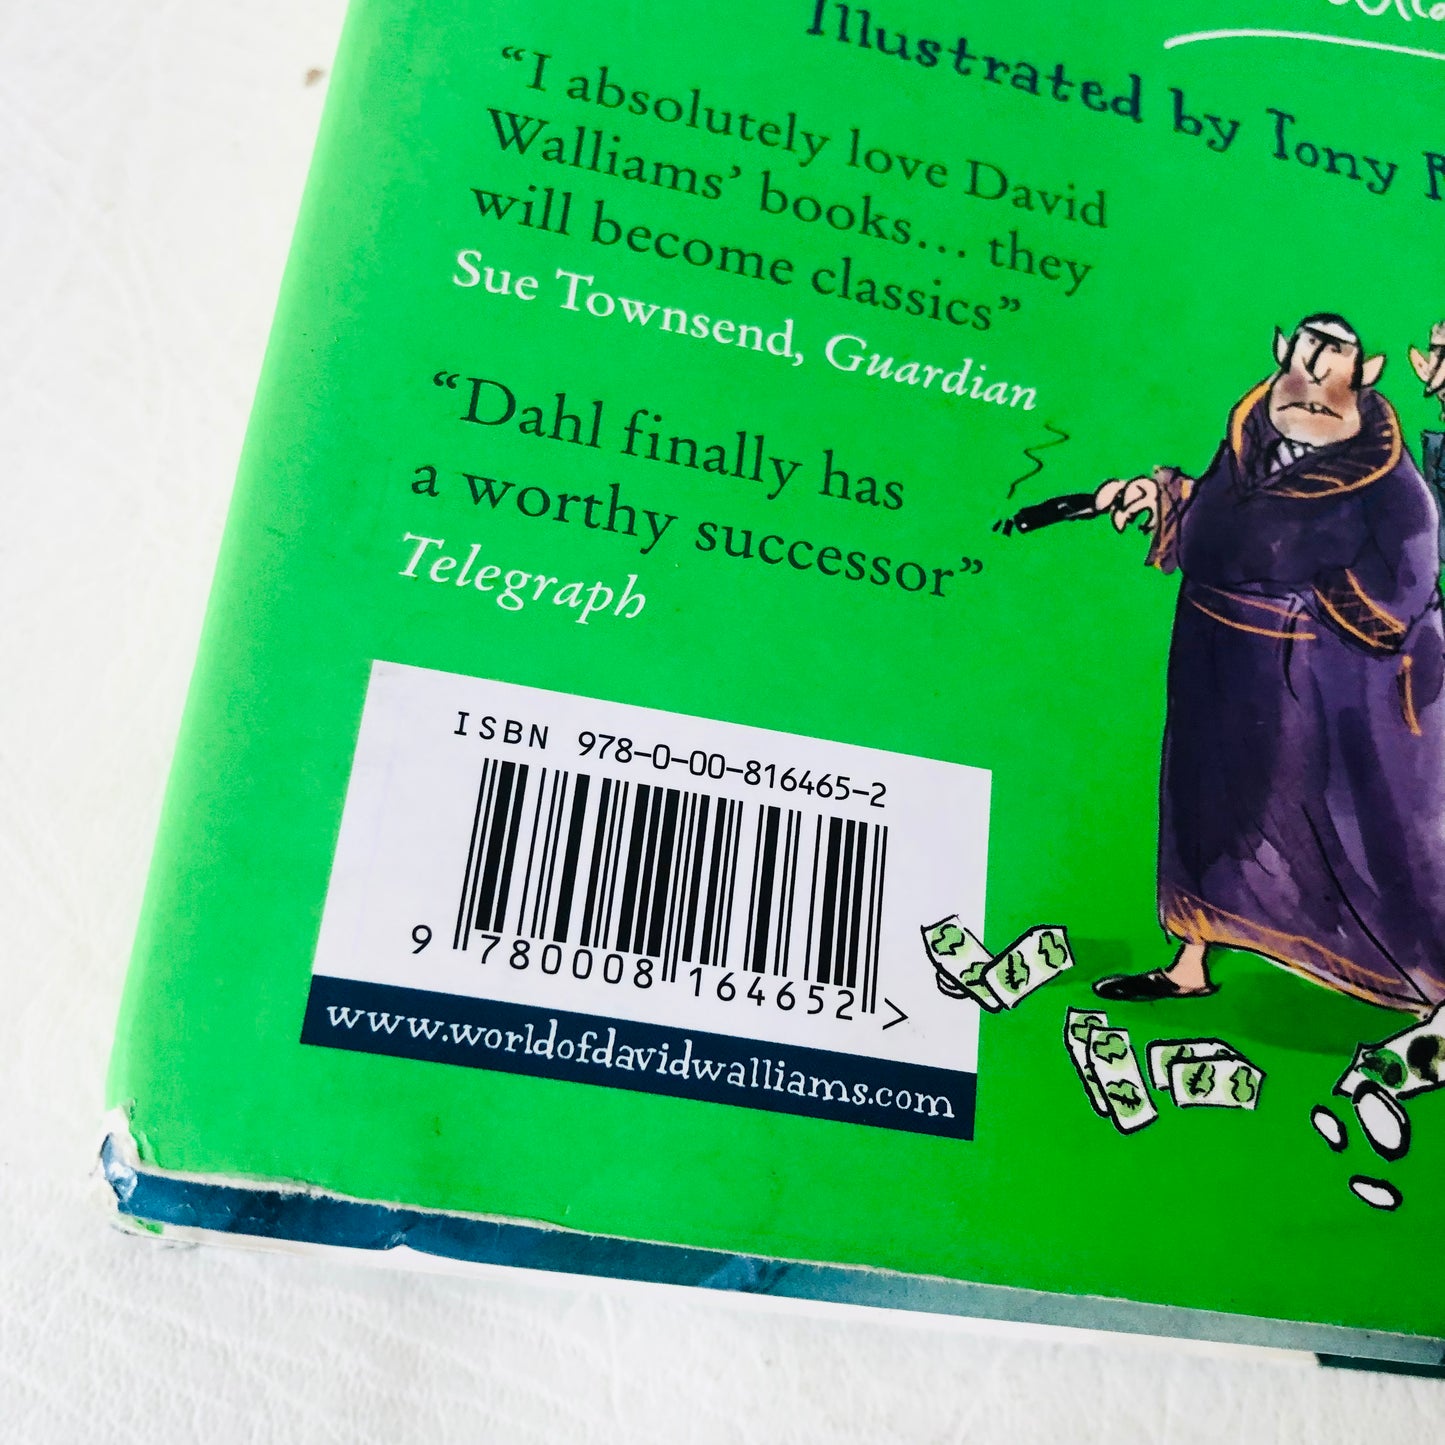 Illustrated by Tony
“I absolutely love David
Walliams’ books… they
will become classics”
Sue Townsend, Guardian
“Dahl finally has
a worthy successor”
Telegraph
ISBN 978-0-00-816465-2
9 780008 164652 >
www.worldofdavidwalliams.com